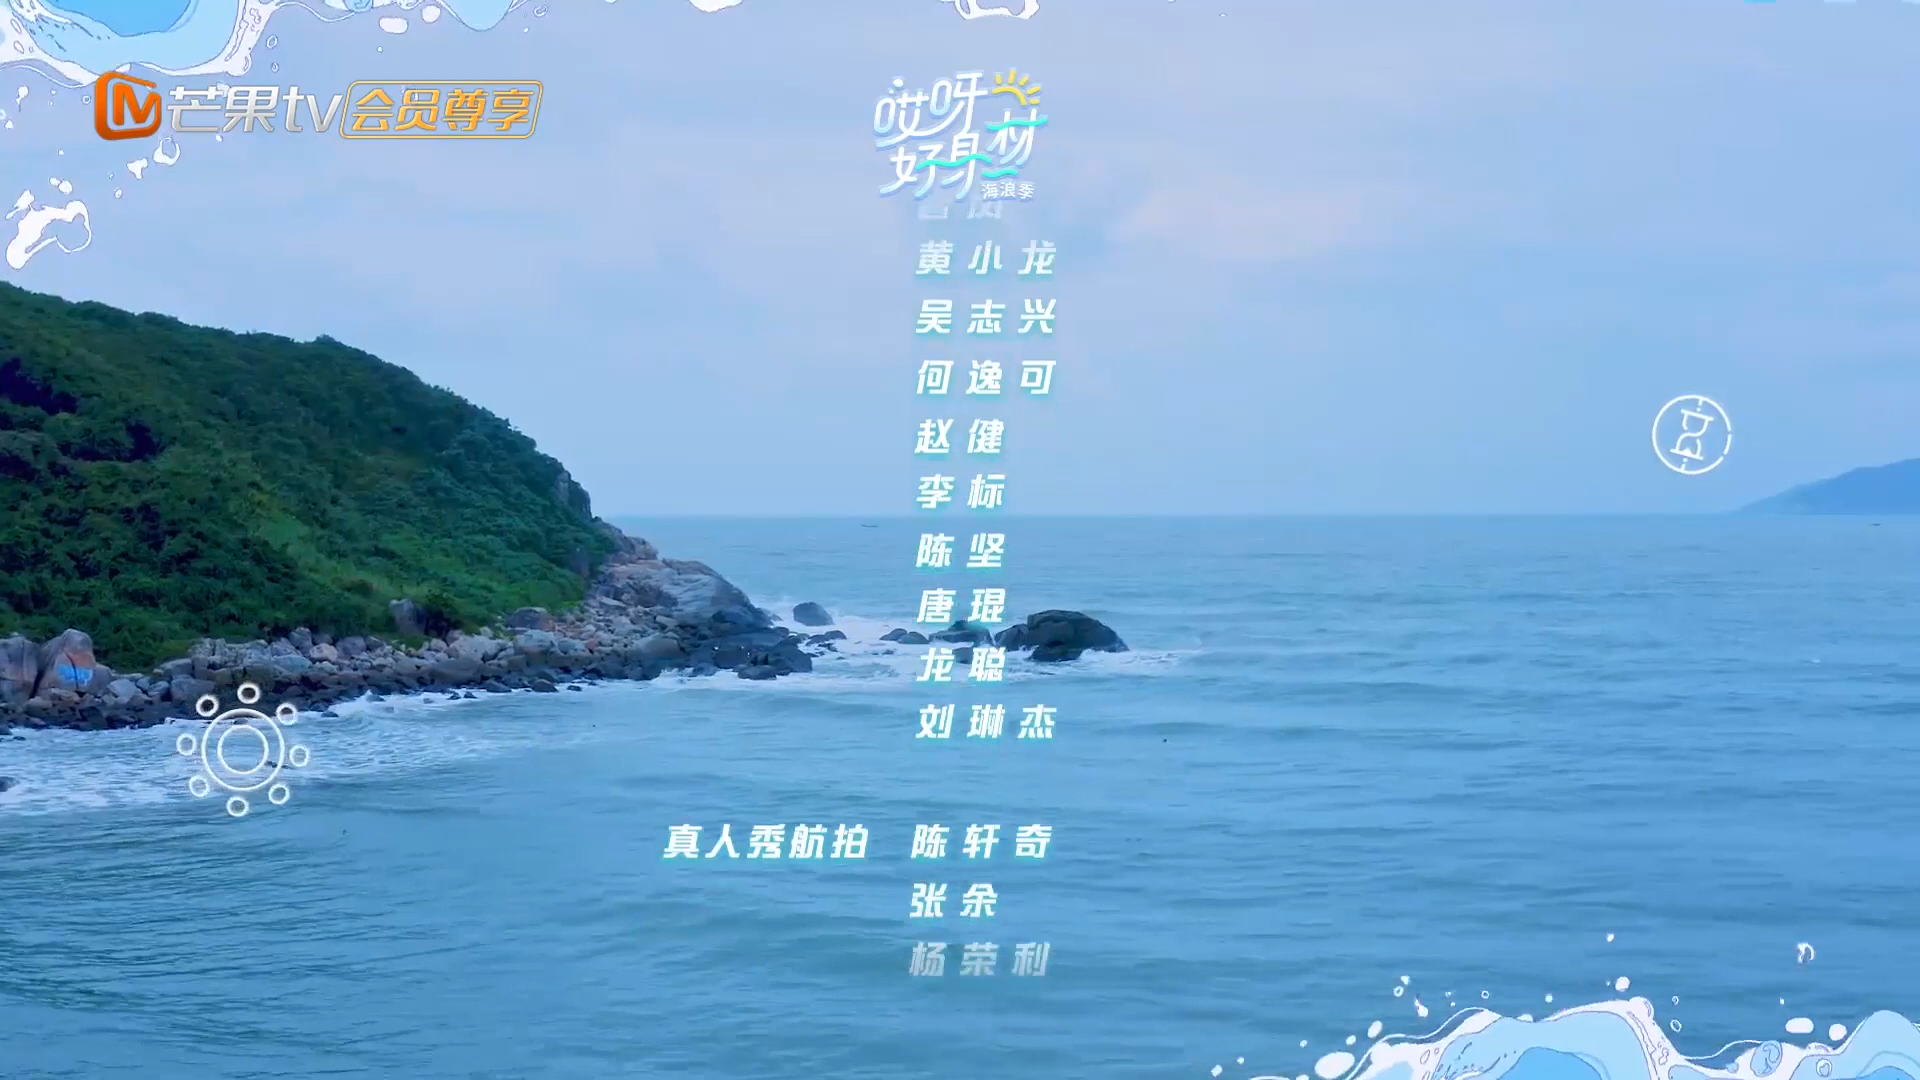 芒果tv会员尊享
哎呀
好身材
海浪季
黄小龙
吴志兴
何逸可
赵健
李标
陈坚
唐琨
龙聪
刘琳杰
真人秀航拍 陈轩奇
张余
杨荣利